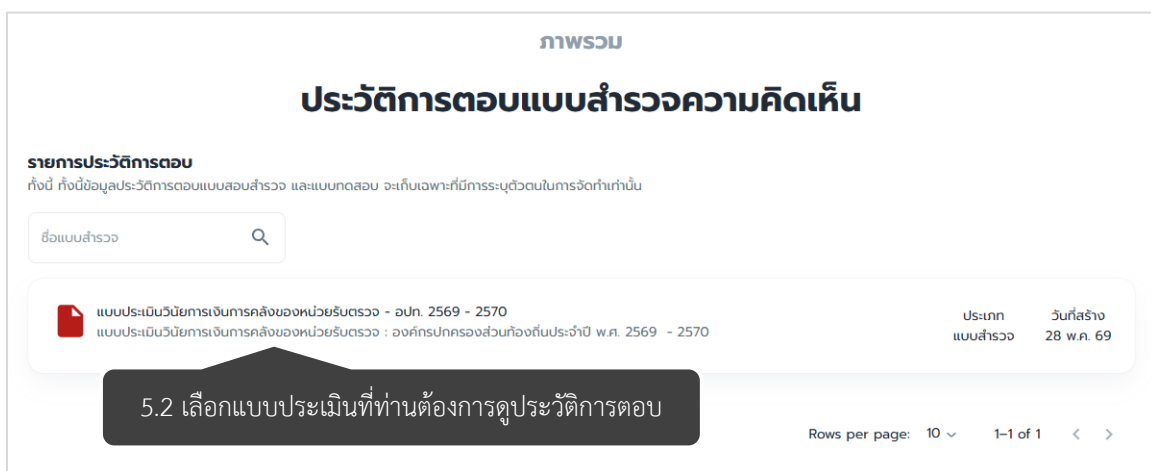 ภาพรวม
ประวัติการตอบแบบสำรวจความคิดเห็น
รายการประวัติการตอบ
ทั้งนี้ ทั้งนี้ข้อมูลประวัติการตอบแบบสอบสำรวจ และแบบทดสอบ จะเก็บเฉพาะที่มีการระบุตัวตนในการจัดทำเท่านั้น
ชื่อแบบสำรวจ
แบบประเมินวินัยการเงินการคลังของหน่วยรับตรวจ - อปท. 2569 - 2570
แบบประเมินวินัยการเงินการคลังของหน่วยรับตรวจ : องค์กรปกครองส่วนท้องถิ่นประจำปี พ.ศ. 2569 - 2570
ประเภท วันที่สร้าง
แบบสำรวจ 28 พ.ค. 69
5.2 เลือกแบบประเมินที่ท่านต้องการดูประวัติการตอบ
Rows per page: 10 1–1 of 1